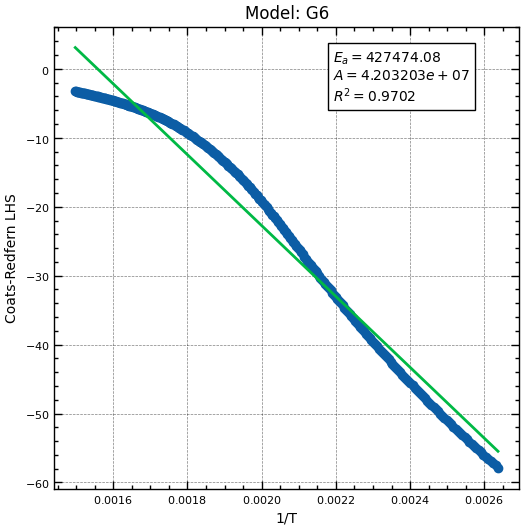 Model: G6
E_a = 427474.08
A = 4.203203e + 07
R^2 = 0.9702
Coats-Redfern LHS
0
−10
−20
−30
−40
−50
−60
0.0016 0.0018 0.0020 0.0022 0.0024 0.0026
1/T